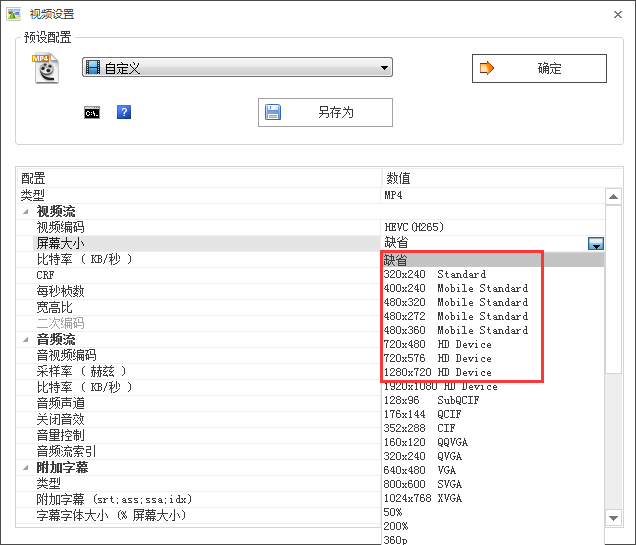 视频设置
预设配置
MP4
自定义
确定
C:\.
?
另存为
配置 数值
类型 MP4
视频流
视频编码 HEVC(H265)
屏幕大小 缺省
比特率 ( KB/秒 )
CRF
每秒桢数
宽高比
二次编码
音频流
音视频编码
采样率 ( 赫兹 )
比特率 ( KB/秒 )
音频声道
关闭音效
音量控制
音频流索引
附加字幕
类型
附加字幕 (srt;ass;ssa;idx)
字幕字体大小 (% 屏幕大小)
缺省
320x240 Standard
400x240 Mobile Standard
480x320 Mobile Standard
480x272 Mobile Standard
480x360 Mobile Standard
720x480 HD Device
720x576 HD Device
1280x720 HD Device
1920x1080 HD Device
128x96 SubQCIF
176x144 QCIF
352x288 CIF
160x120 QQVGA
320x240 QVGA
640x480 VGA
800x600 SVGA
1024x768 XVGA
50%
200%
360p